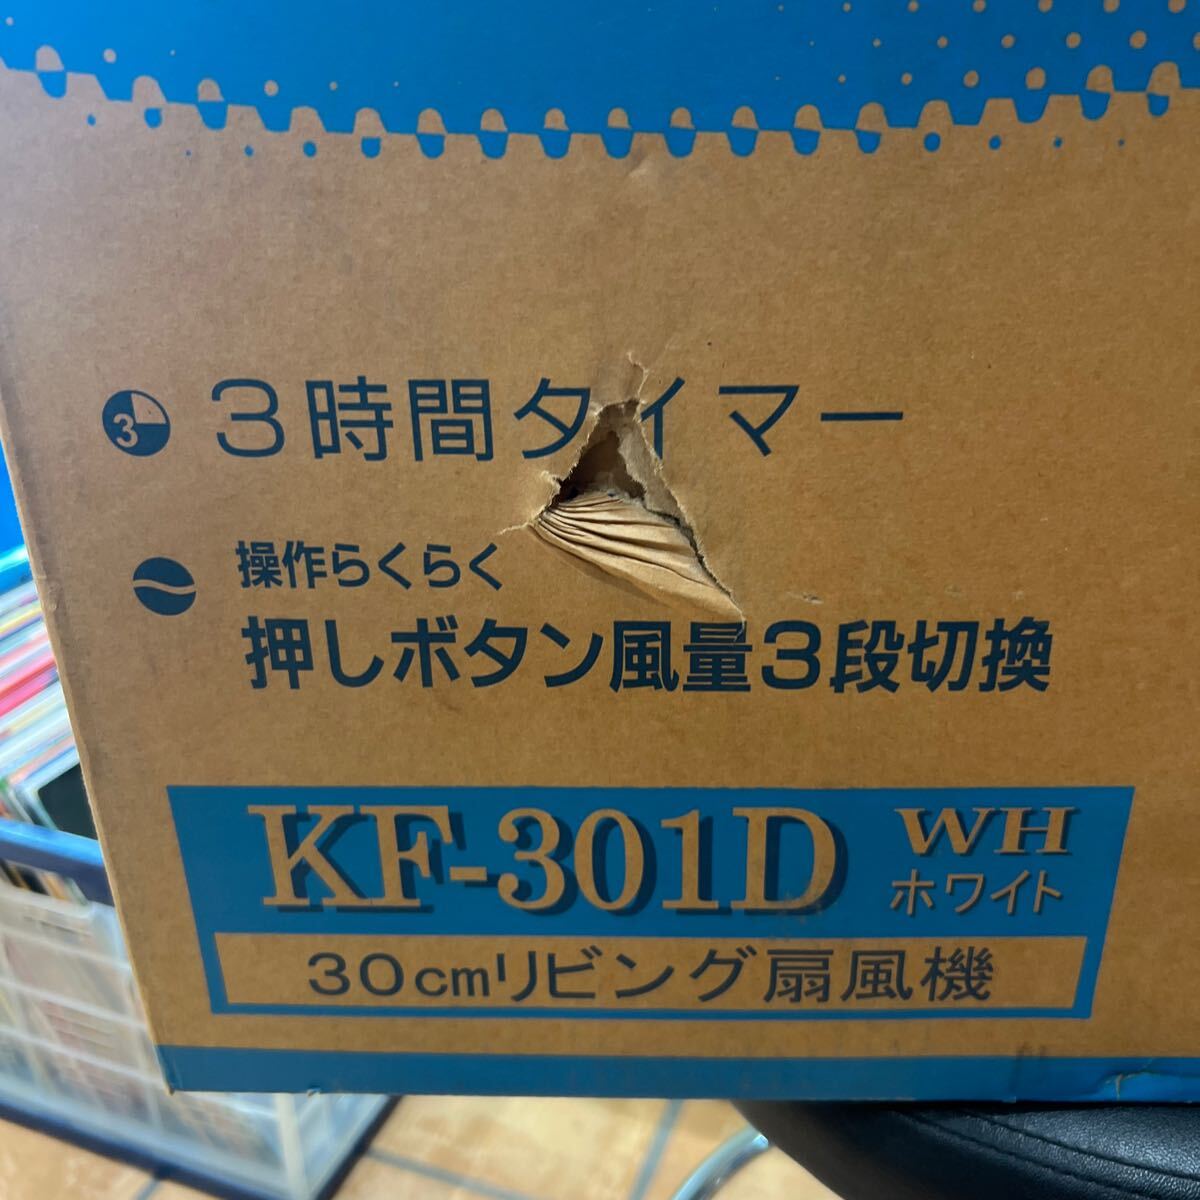 3 3時間タイマー
操作らくらく
押しボタン風量3段切換
KF-301D WH
ホワイト
30cmリビング扇風機